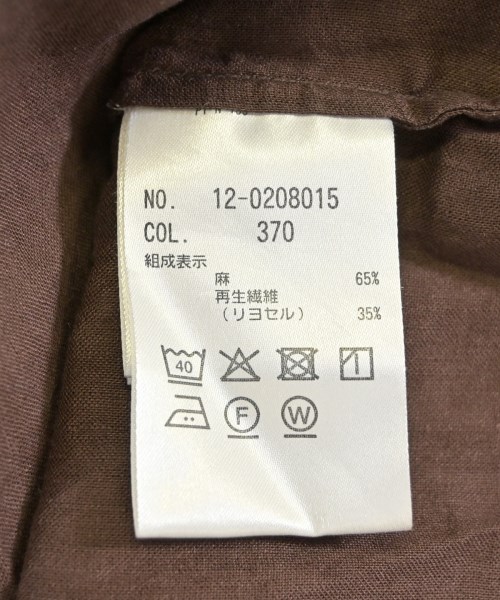 NO. 12-0208015
COL. 370
組成表示
麻 65%
再生繊維
(リヨセル) 35%
40
F W